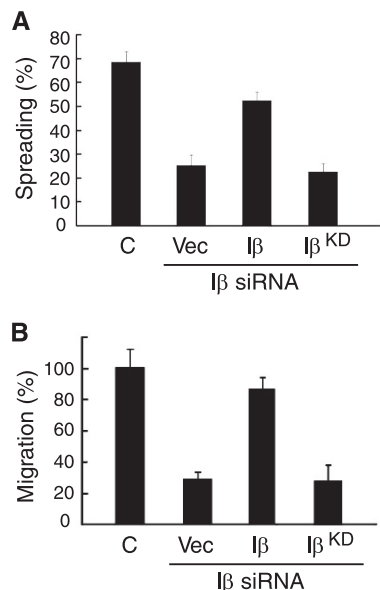 A
Spreading (%)
80
70
60
50
40
30
20
10
0
C Vec Iβ Iβ KD
Iβ siRNA
B
Migration (%)
100
80
60
40
20
0
C Vec Iβ Iβ KD
Iβ siRNA